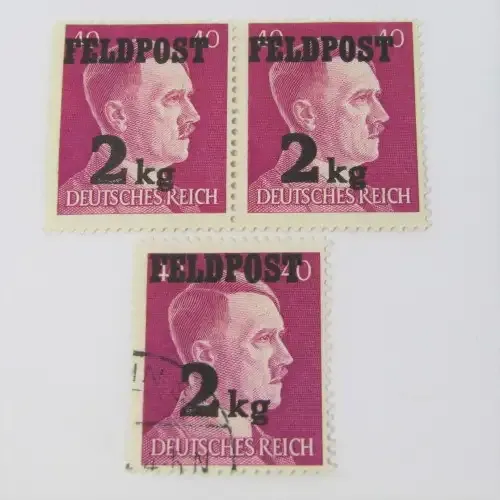 40 40 40 40
FELDPOST FELDPOST
2 kg 2 kg
DEUTSCHES REICH DEUTSCHES REICH
40
FELDPOST
2 kg
DEUTSCHES REICH